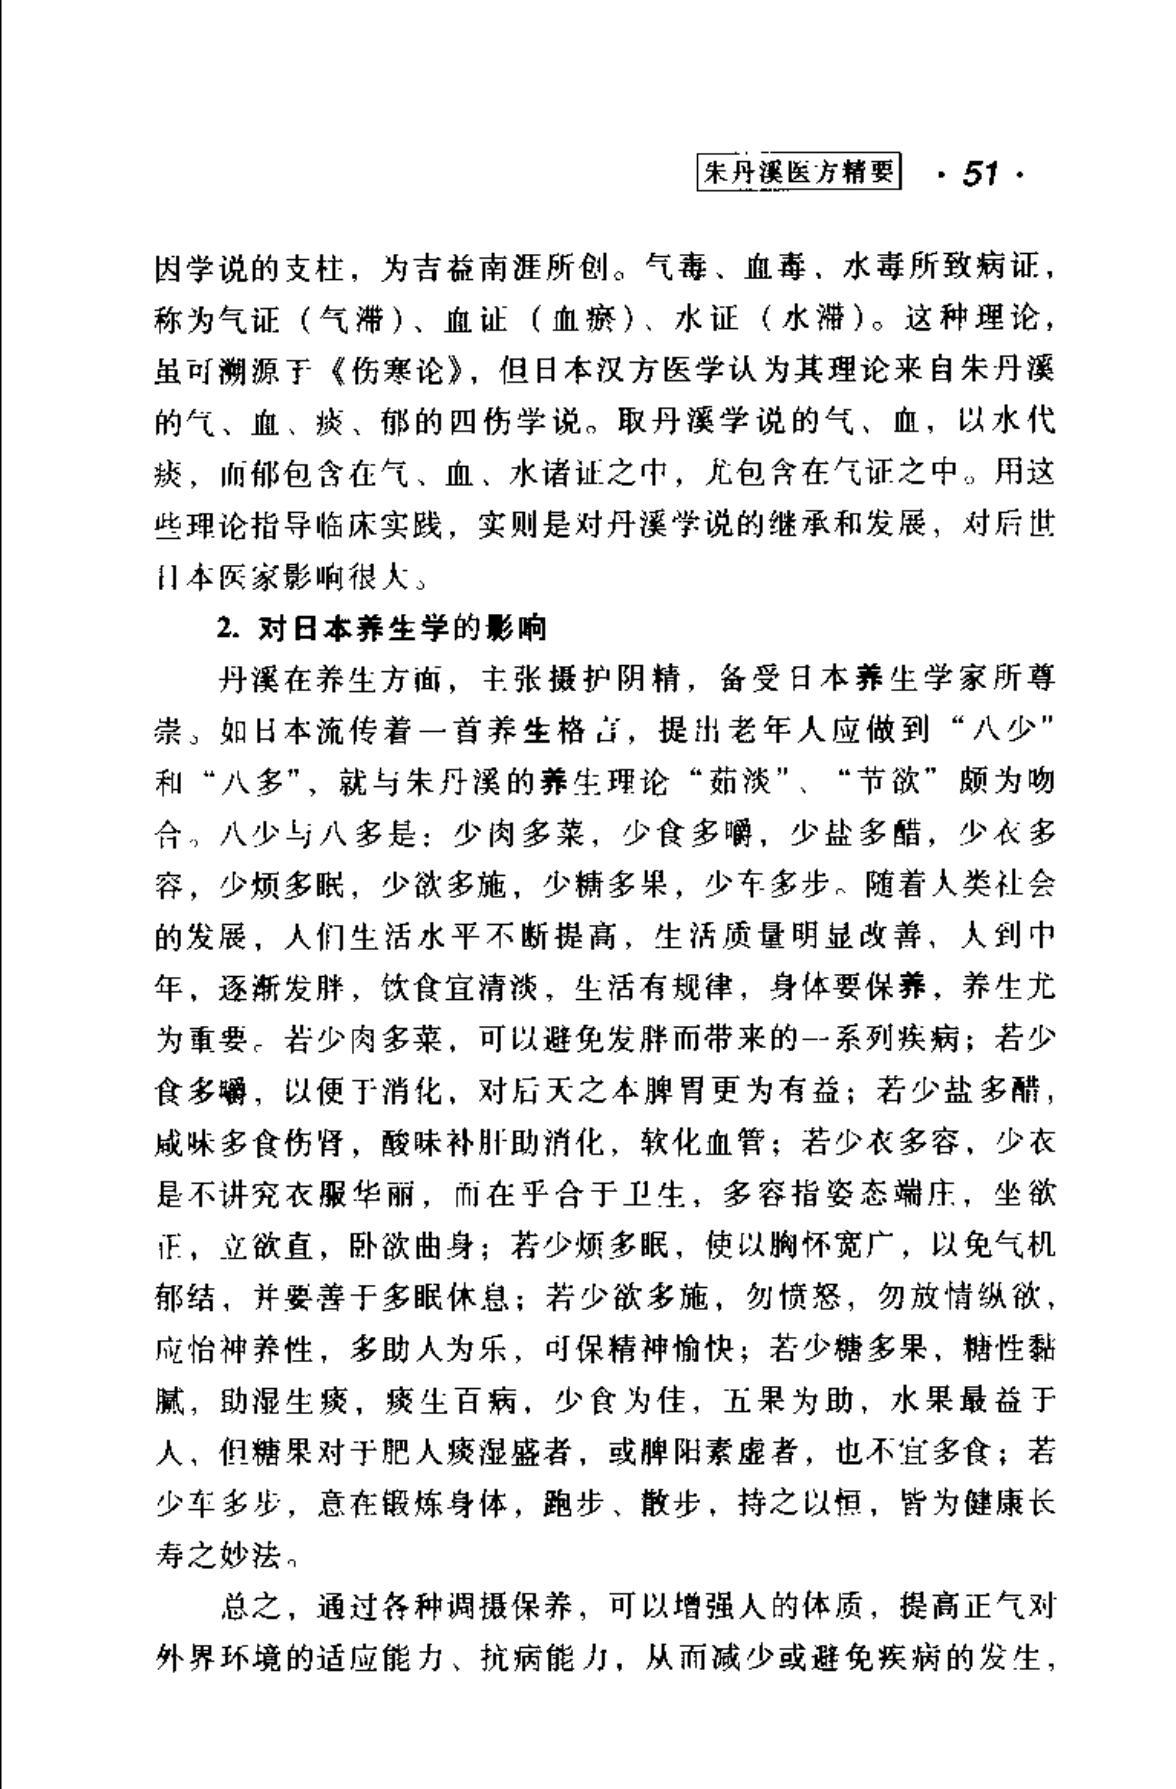 朱丹溪医方精要 · 51 ·
因学说的支柱，为吉益南涯所创。气毒、血毒、水毒所致病证，
称为气证（气滞）、血证（血瘀）、水证（水滞）。这种理论，
虽可溯源于《伤寒论》，但日本汉方医学认为其理论来自朱丹溪
的气、血、痰、郁的四伤学说。取丹溪学说的气、血，以水代
痰，而郁包含在气、血、水诸证之中，尤包含在气证之中。用这
些理论指导临床实践，实则是对丹溪学说的继承和发展，对后世
日本医家影响很大。
2. 对日本养生学的影响
丹溪在养生方面，主张摄护阴精，备受日本养生学家所尊
崇。如日本流传着一首养生格言，提出老年人应做到“八少”
和“八多”，就与朱丹溪的养生理论“茹淡”、“节欲”颇为吻
合。八少与八多是：少肉多菜，少食多嚼，少盐多醋，少衣多
容，少烦多眠，少欲多施，少糖多果，少车多步。随着人类社会
的发展，人们生活水平不断提高，生活质量明显改善，人到中
年，逐渐发胖，饮食宜清淡，生活有规律，身体要保养，养生尤
为重要。若少肉多菜，可以避免发胖而带来的一系列疾病；若少
食多嚼，以便于消化，对后天之本脾胃更为有益；若少盐多醋，
咸味多食伤肾，酸味补肝助消化，软化血管；若少衣多容，少衣
是不讲究衣服华丽，而在乎合于卫生，多容指姿态端庄，坐欲
正，立欲直，卧欲曲身；若少烦多眠，使以胸怀宽广，以免气机
郁结，并要善于多眠休息；若少欲多施，勿愤怒，勿放情纵欲，
应怡神养性，多助人为乐，可保精神愉快；若少糖多果，糖性黏
腻，助湿生痰，痰生百病，少食为佳，五果为助，水果最益于
人，但糖果对于肥人痰湿盛者，或脾阳素虚者，也不宜多食；若
少车多步，意在锻炼身体，跑步、散步，持之以恒，皆为健康长
寿之妙法。
总之，通过各种调摄保养，可以增强人的体质，提高正气对
外界环境的适应能力、抗病能力，从而减少或避免疾病的发生，